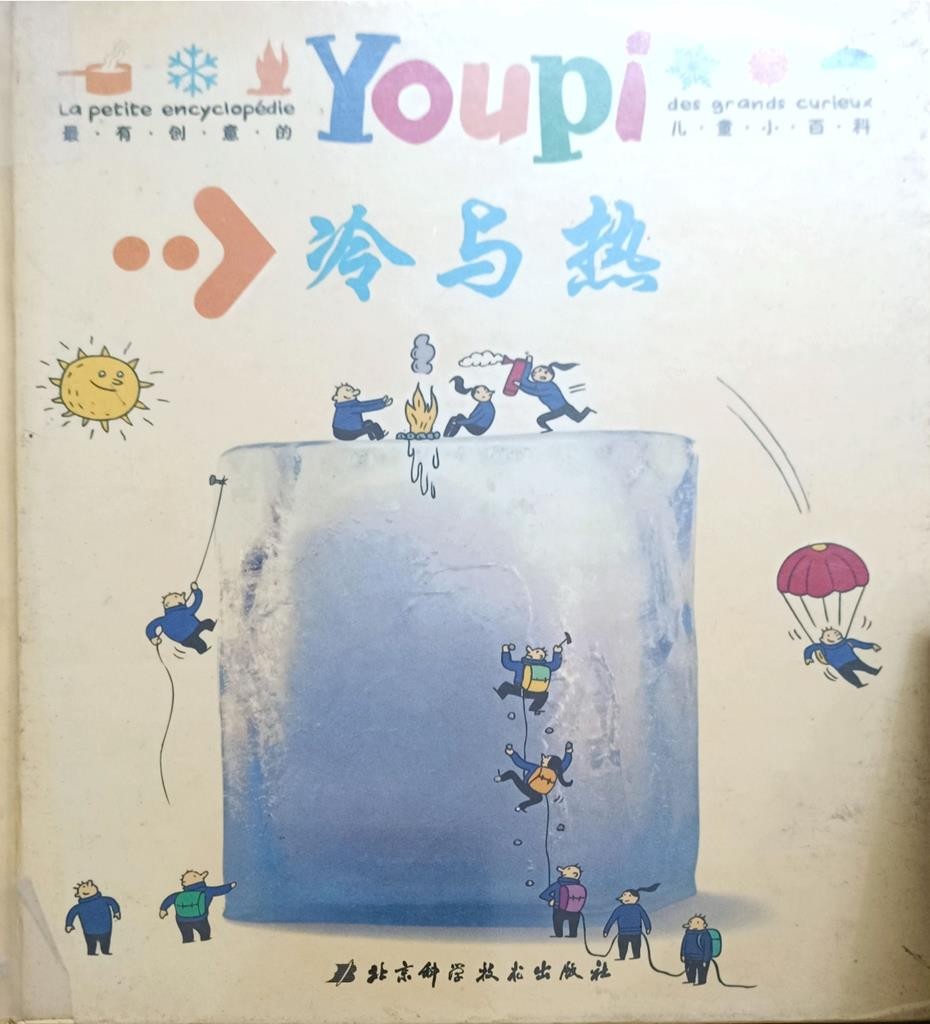 Youpi
La petite encyclopédie
des grands curieux
最·有·创·意·的
儿·童·小·百·科
冷与热
北京科学技术出版社